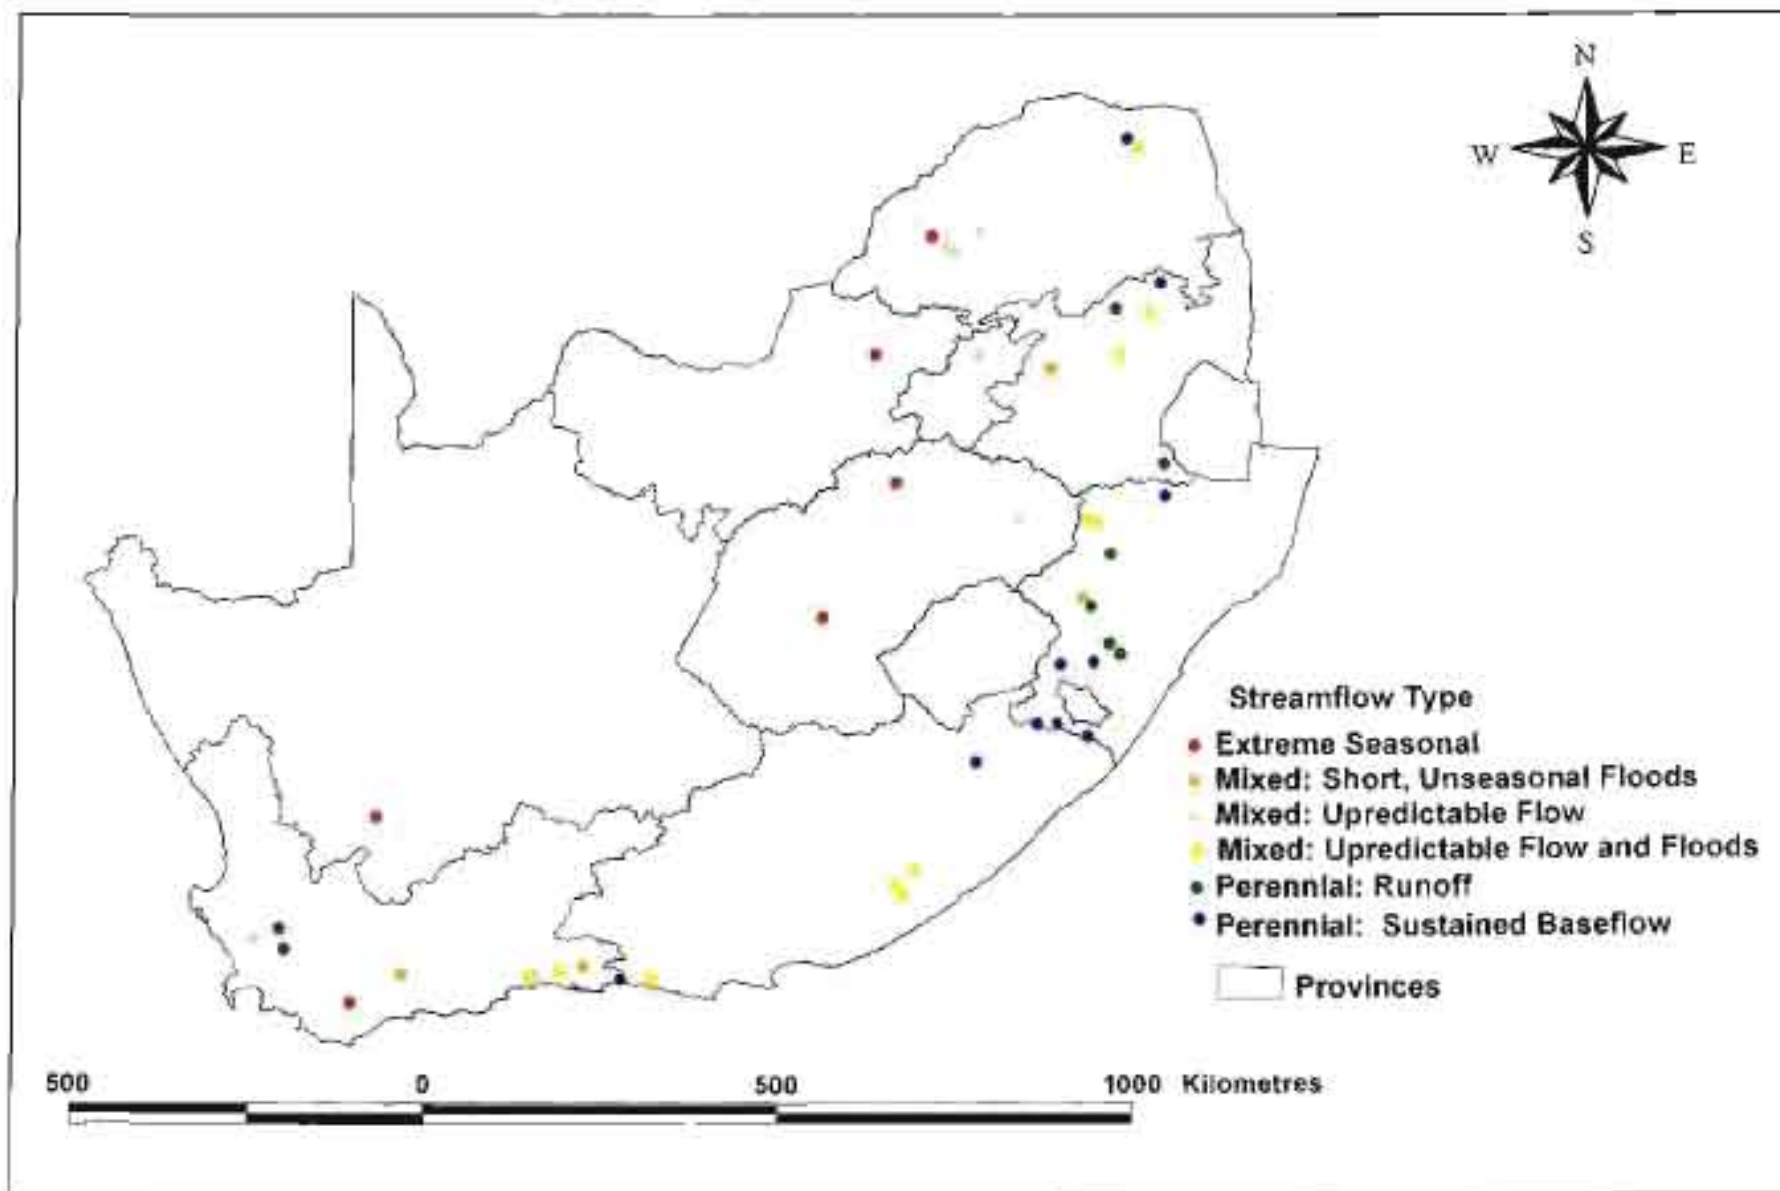 N
W E
S
Streamflow Type
Extreme Seasonal
Mixed: Short, Unseasonal Floods
Mixed: Upredictable Flow
Mixed: Upredictable Flow and Floods
Perennial: Runoff
Perennial: Sustained Baseflow
Provinces
500 0 500 1000 Kilometres